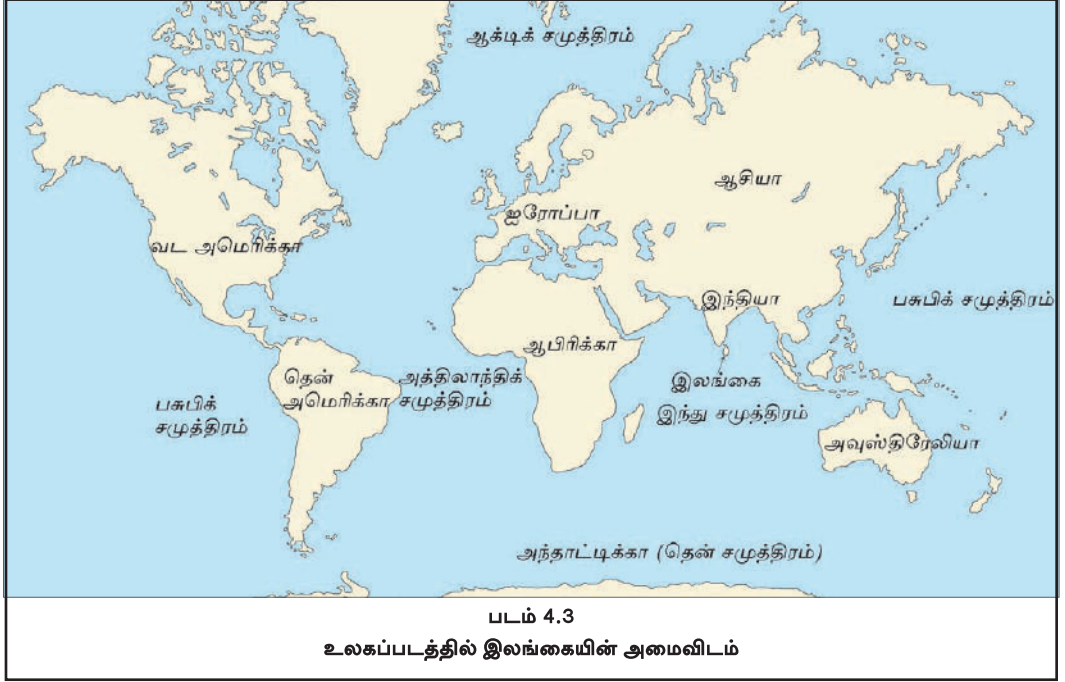 ஆக்டிக் சமுத்திரம்
ஆசியா
ஐரோப்பா
வட அமெரிக்கா
இந்தியா
பசுபிக் சமுத்திரம்
ஆபிரிக்கா
தென்
அமெரிக்கா
அத்திலாந்திக்
சமுத்திரம்
இலங்கை
பசுபிக்
சமுத்திரம்
இந்து சமுத்திரம்
அவுஸ்திரேலியா
அந்தாட்டிக்கா (தென் சமுத்திரம்)
படம் 4.3
உலகப்படத்தில் இலங்கையின் அமைவிடம்